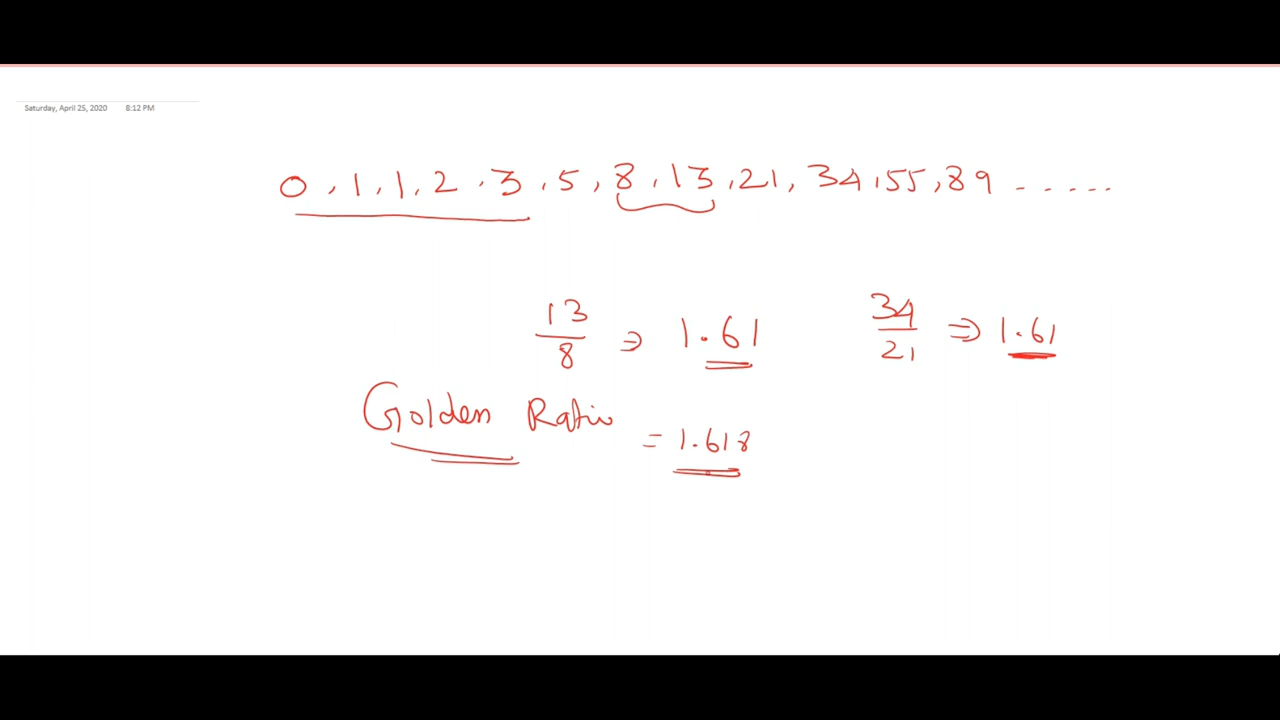 Saturday, April 25, 2020 8:12 PM
0, 1, 1, 2, 3, 5, 8, 13, 21, 34, 55, 89 ......
13/8 ⇒ 1.61 34/21 ⇒ 1.61
Golden Ratio = 1.618